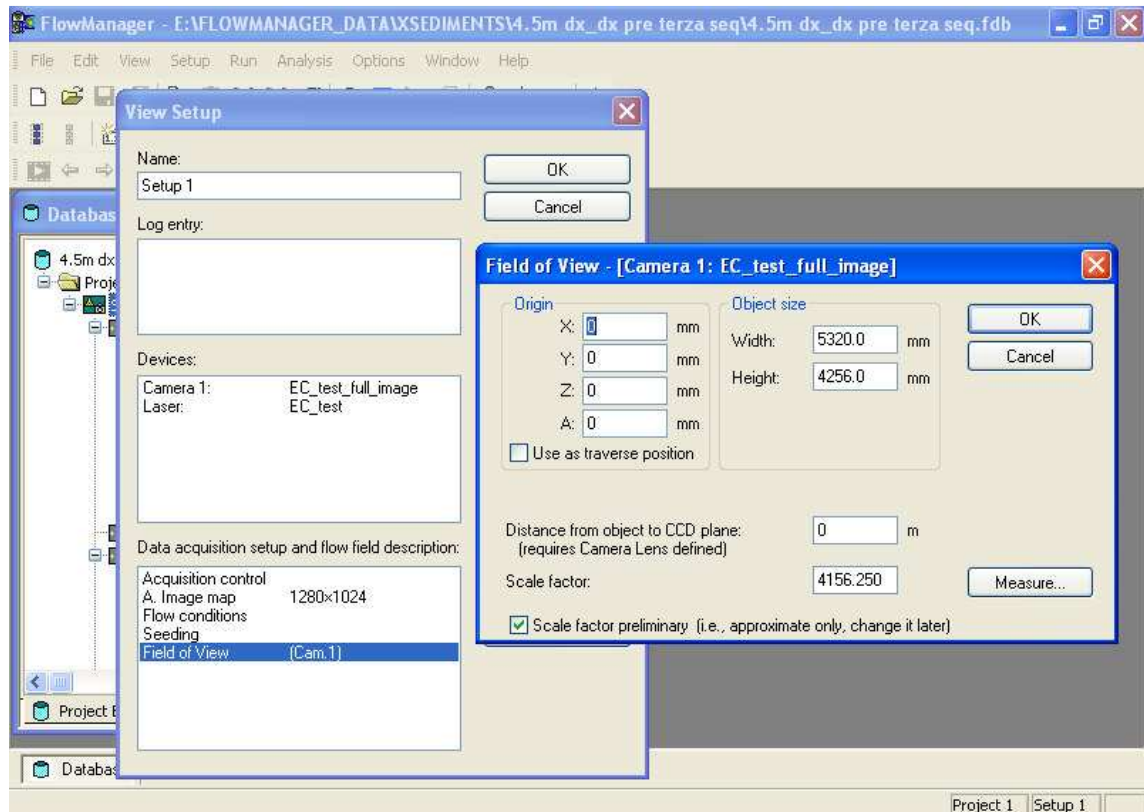 FlowManager - E:\FLOWMANAGER_DATA\XSEDIMENTS\4.5m dx_dx pre terza seq\4.5m dx_dx pre terza seq.fdb
File Edit View Setup Run Analysis Options Window Help
View Setup
Name:
Setup 1
OK
Cancel
Log entry:
Devices:
Camera 1: EC_test_full_image
Laser: EC_test
Data acquisition setup and flow field description:
Acquisition control
A. Image map 1280×1024
Flow conditions
Seeding
Field of View (Cam.1)
Databas
4.5m dx
Proje
Project E
Databas
Field of View - [Camera 1: EC_test_full_image]
Origin
X: 0 mm
Y: 0 mm
Z: 0 mm
A: 0 mm
Use as traverse position
Object size
Width: 5320.0 mm
Height: 4256.0 mm
OK
Cancel
Distance from object to CCD plane: 0 m
(requires Camera Lens defined)
Scale factor: 4156.250
Measure...
Scale factor preliminary (i.e., approximate only, change it later)
Project 1 Setup 1